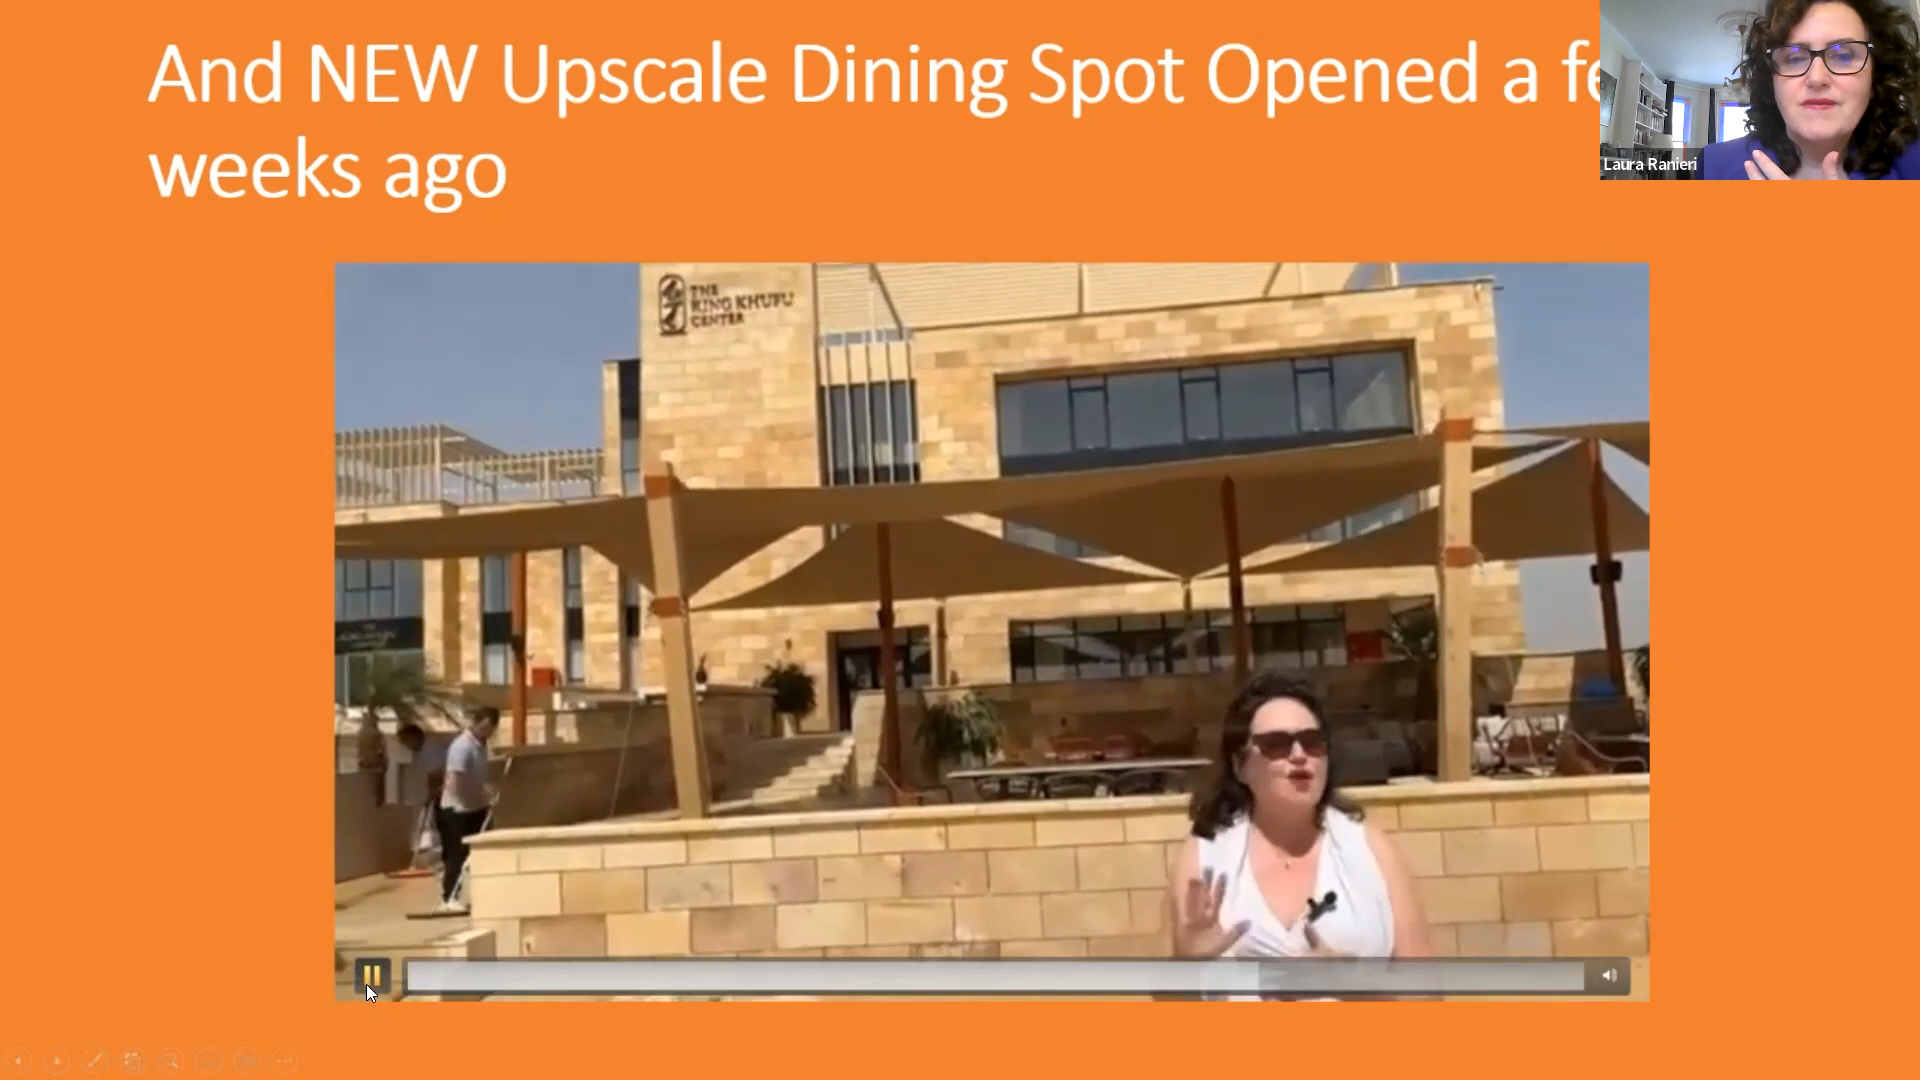 And NEW Upscale Dining Spot Opened a fe
weeks ago
Laura Ranieri
THE
KING KHUFU
CENTER